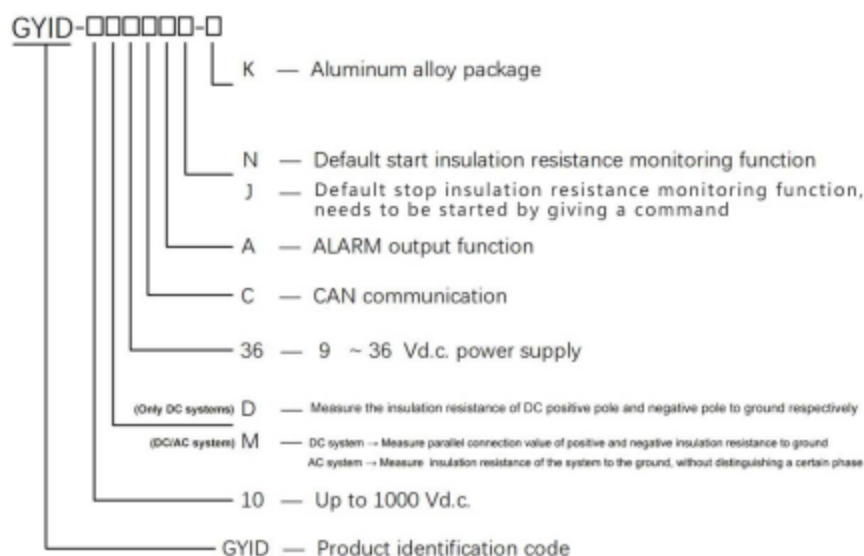 GYID-□□□□□□-□
K — Aluminum alloy package
N — Default start insulation resistance monitoring function
J — Default stop insulation resistance monitoring function,
needs to be started by giving a command
A — ALARM output function
C — CAN communication
36 — 9 ~ 36 Vd.c. power supply
(Only DC systems) D — Measure the insulation resistance of DC positive pole and negative pole to ground respectively
(DC/AC system) M — DC system → Measure parallel connection value of positive and negative insulation resistance to ground
AC system → Measure insulation resistance of the system to the ground, without distinguishing a certain phase
10 — Up to 1000 Vd.c.
GYID — Product identification code